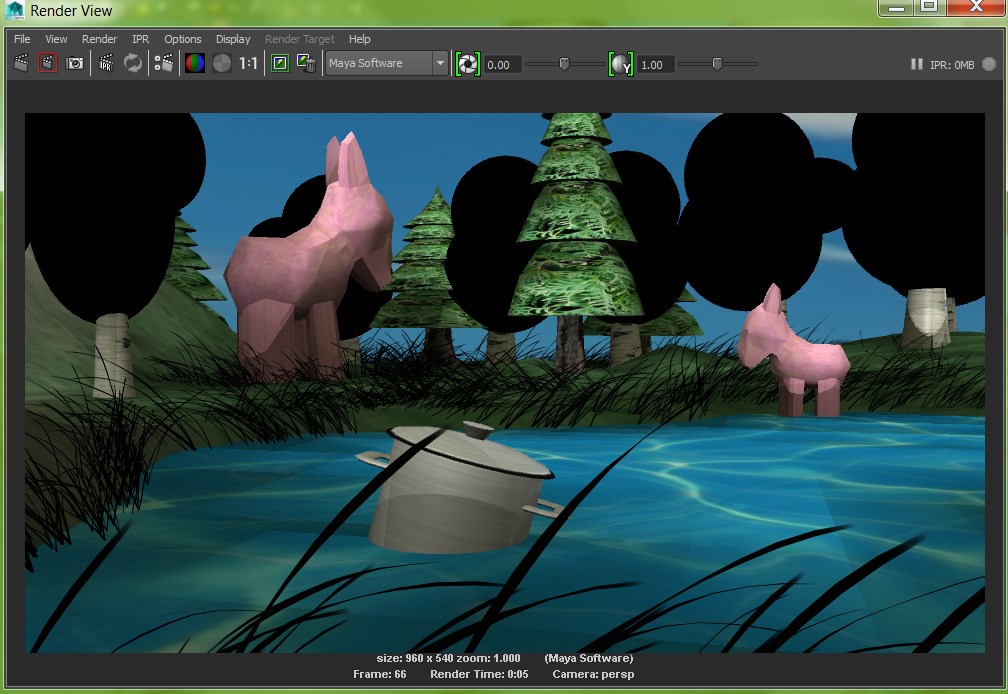 Render View
File View Render IPR Options Display Render Target Help
IPR 1:1 Maya Software 0.00 1.00 IPR: 0MB
size: 960 x 540 zoom: 1.000 (Maya Software)
Frame: 66 Render Time: 0:05 Camera: persp